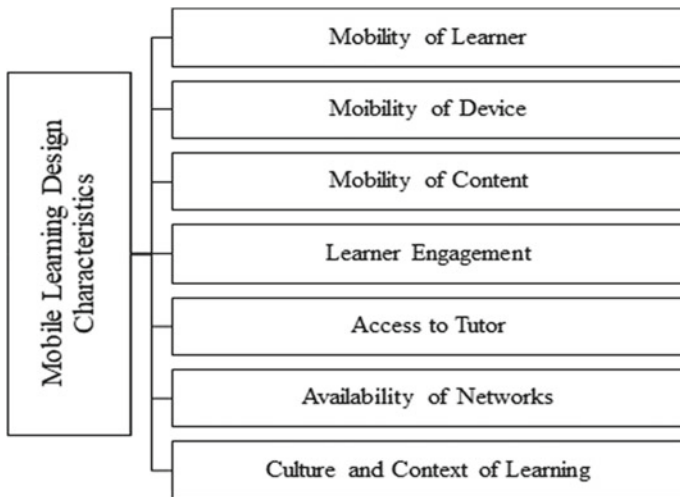 Mobile Learning Design
Characteristics
Mobility of Learner
Moibility of Device
Mobility of Content
Learner Engagement
Access to Tutor
Availability of Networks
Culture and Context of Learning